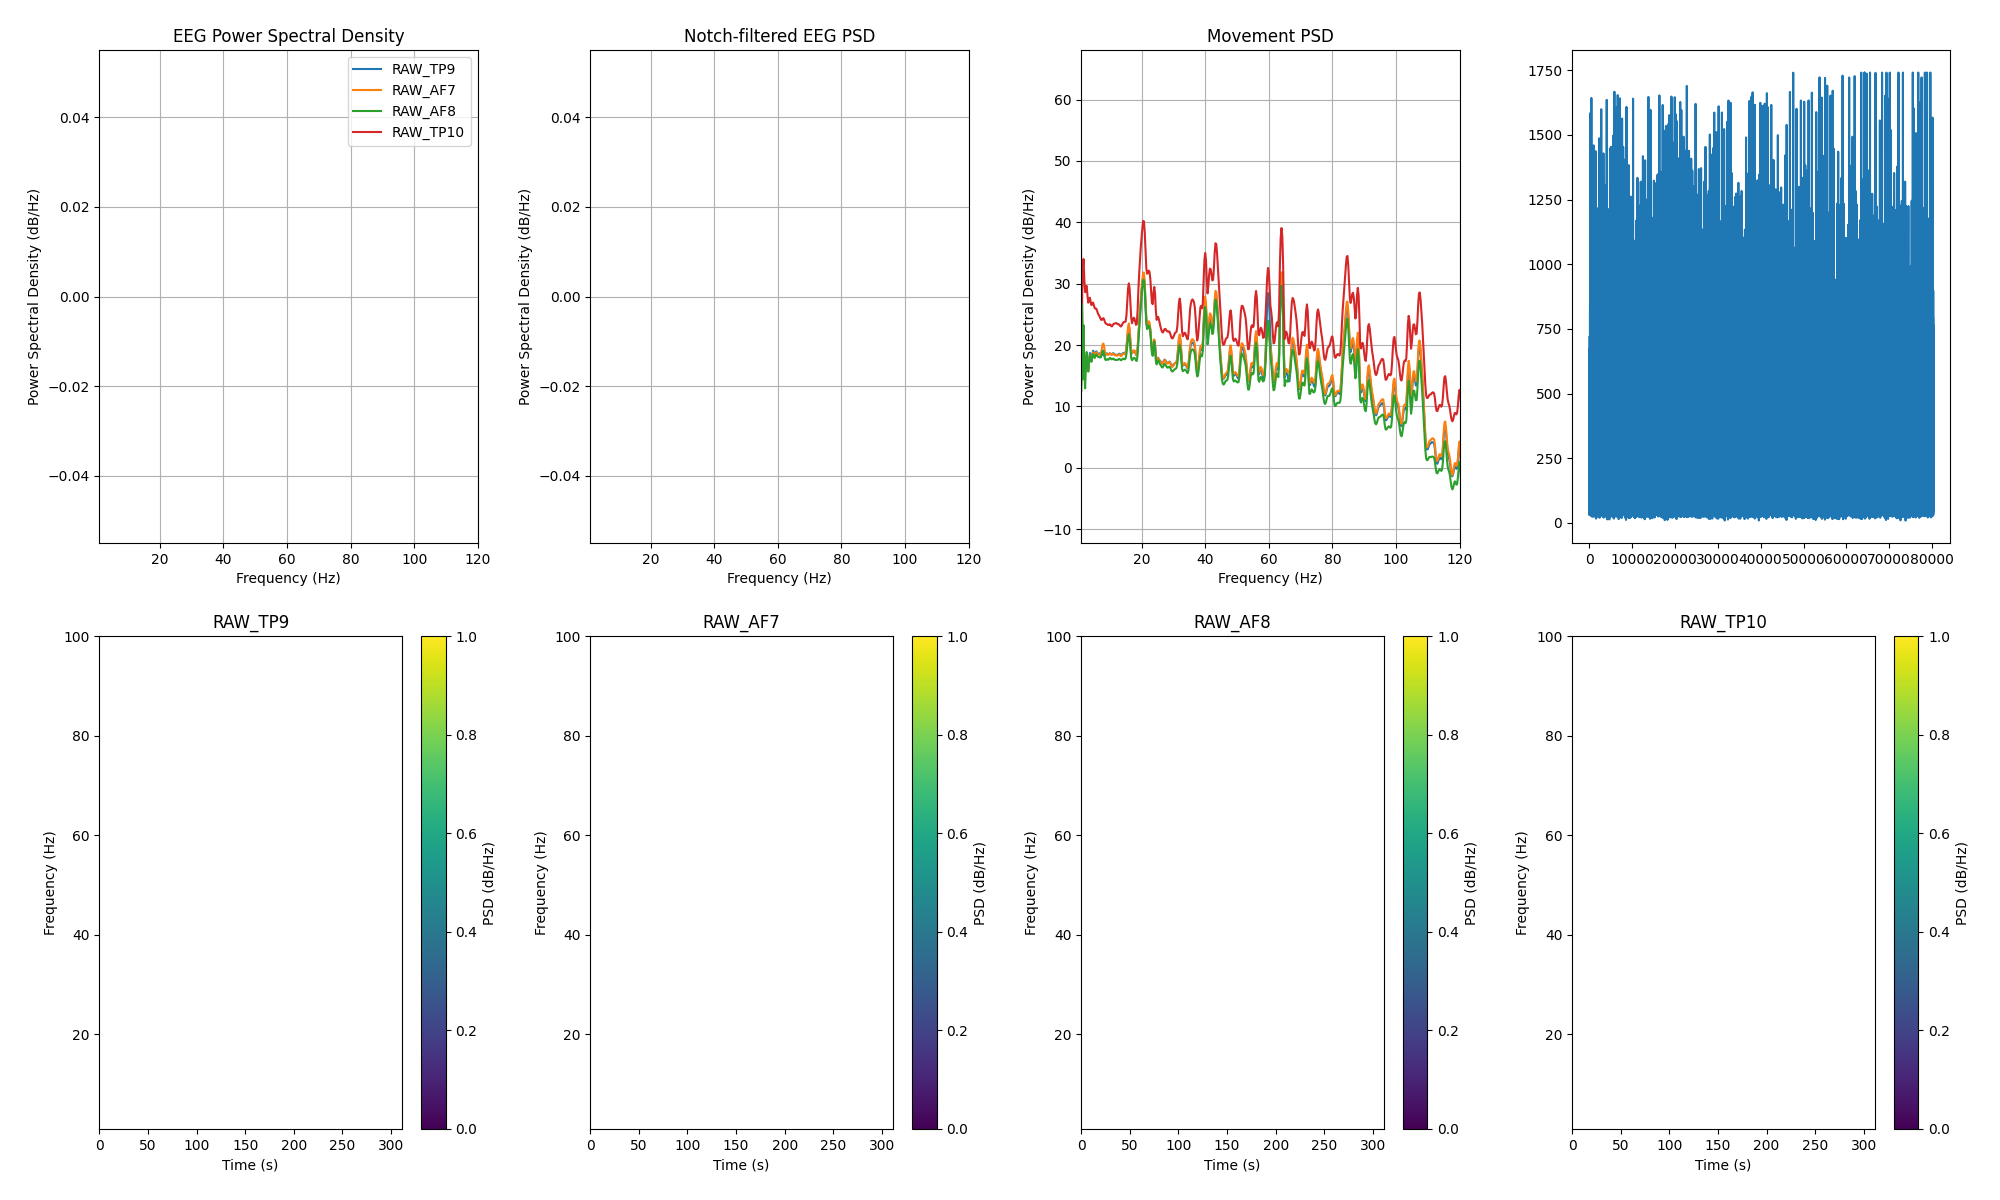 EEG Power Spectral Density
Notch-filtered EEG PSD
Movement PSD
RAW_TP9
RAW_AF7
RAW_AF8
RAW_TP10
Power Spectral Density (dB/Hz)
0.04
0.02
0.00
−0.02
−0.04
20 40 60 80 100 120
Frequency (Hz)
Power Spectral Density (dB/Hz)
0.04
0.02
0.00
−0.02
−0.04
20 40 60 80 100 120
Frequency (Hz)
Power Spectral Density (dB/Hz)
60
50
40
30
20
10
0
−10
20 40 60 80 100 120
Frequency (Hz)
1750
1500
1250
1000
750
500
250
0
0 10000 20000 30000 40000 50000 60000 70000 80000
RAW_TP9
Frequency (Hz)
100
80
60
40
20
0 50 100 150 200 250 300
Time (s)
1.0
0.8
0.6
0.4
0.2
0.0
PSD (dB/Hz)
RAW_AF7
Frequency (Hz)
100
80
60
40
20
0 50 100 150 200 250 300
Time (s)
1.0
0.8
0.6
0.4
0.2
0.0
PSD (dB/Hz)
RAW_AF8
Frequency (Hz)
100
80
60
40
20
0 50 100 150 200 250 300
Time (s)
1.0
0.8
0.6
0.4
0.2
0.0
PSD (dB/Hz)
RAW_TP10
Frequency (Hz)
100
80
60
40
20
0 50 100 150 200 250 300
Time (s)
1.0
0.8
0.6
0.4
0.2
0.0
PSD (dB/Hz)